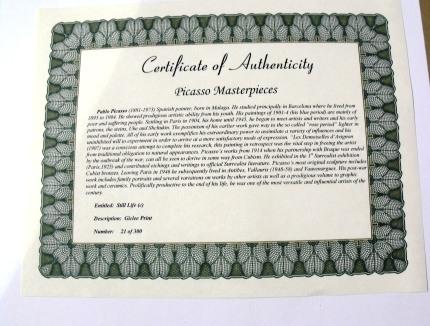 Certificate of Authenticity
Picasso Masterpieces
Pablo Picasso (1881-1973) Spanish painter, born in Malaga. He studied principally in Barcelona where he lived from
1895 to 1904. He showed prodigious artistic ability from his youth. His paintings of 1901-4 (his blue period) are mainly of
poor and suffering people. Settling in Paris in 1904, his home until 1945, he began to meet artists and writers and his early
patrons, the steins, Uhde and Shchukin. The pessimism of his earlier work gave way to the so called "rose period" lighter in
mood and palette. All of his early work exemplifies his extraordinary power to assimilate a variety of influences and his
uninhibited will to experiment in order to arrive at a more satisfactory mode of expression. "Les Demoiselles d' Avignon
(1907) was a conscious attempt to complete his research, this painting in retrospect was the vital step in freeing the artist
from traditional obligation to natural appearances. Picasso's works from 1914 when his partnership with Braque was ended
by the outbreak of the war, can all be seen to derive in some way from Cubism. He exhibited in the 1st Surrealist exhibition
(Paris,1925) and contributed etchings and writings to official Surrealist literature. Picasso's most original sculpture includes
Cubist bronzes. Leaving Paris in 1946 he subsequently lived in Antibes, Vallauris (1948-58) and Vauvenargues. His post-war
work includes family portraits and several variations on works by other artists as well as a prodigious volume to graphic
work and ceramics. Prolifically productive to the end of his life, he was one of the most versatile and influential artists of the
century.
Entitled: Still Life (c)
Description: Giclee Print
Number: 21 of 300